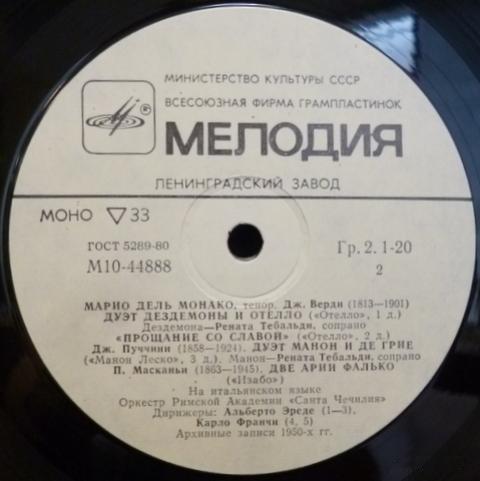 МИНИСТЕРСТВО КУЛЬТУРЫ СССР
ВСЕСОЮЗНАЯ ФИРМА ГРАМПЛАСТИНОК
МЕЛОДИЯ
ЛЕНИНГРАДСКИЙ ЗАВОД
МОНО ▽ 33
ГОСТ 5289-80
М10-44888
Гр. 2. 1-20
2
МАРИО ДЕЛЬ МОНАКО, тенор. Дж. Верди (1813—1901)
ДУЭТ ДЕЗДЕМОНЫ И ОТЕЛЛО («Отелло», 1 д.)
Дездемона—Рената Тебальди, сопрано
«ПРОЩАНИЕ СО СЛАВОЙ» («Отелло», 2 д.)
Дж. Пуччини (1858—1924). ДУЭТ МАНОН И ДЕ ГРИЕ
(«Манон Леско», 3 д.). Манон—Рената Тебальди, сопрано
П. Масканьи (1863—1945). ДВЕ АРИИ ФАЛЬКО
(«Изабо»)
На итальянском языке
Оркестр Римской Академии «Санта Чечилия»
Дирижеры: Альберто Эреде (1—3),
Карло Франчи (4, 5)
Архивные записи 1950-х гг.